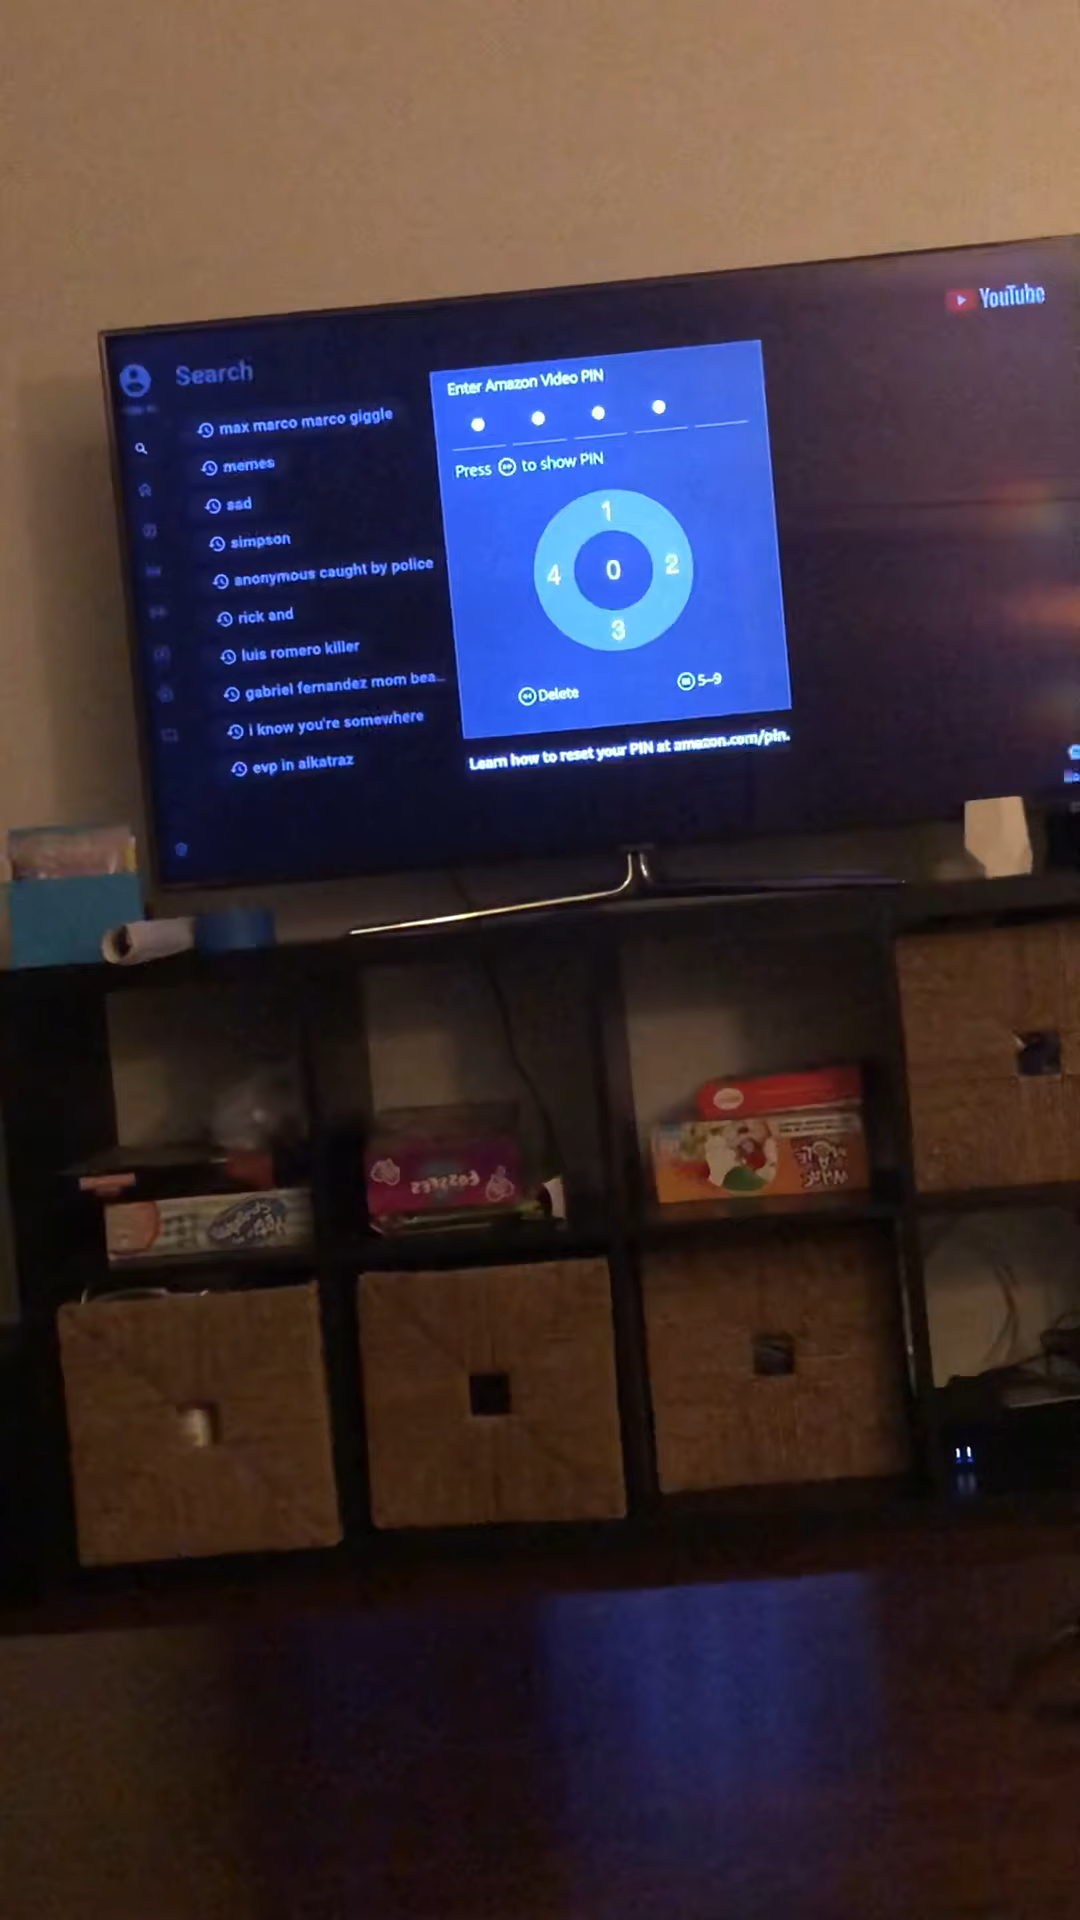 YouTube
Search
max marco marco giggle
memes
sad
simpson
anonymous caught by police
rick and
luis romero killer
gabriel fernandez mom bea...
i know you're somewhere
evp in alkatraz
Enter Amazon Video PIN
Press to show PIN
1
4 0 2
3
Delete
5-9
Learn how to reset your PIN at amazon.com/pin.